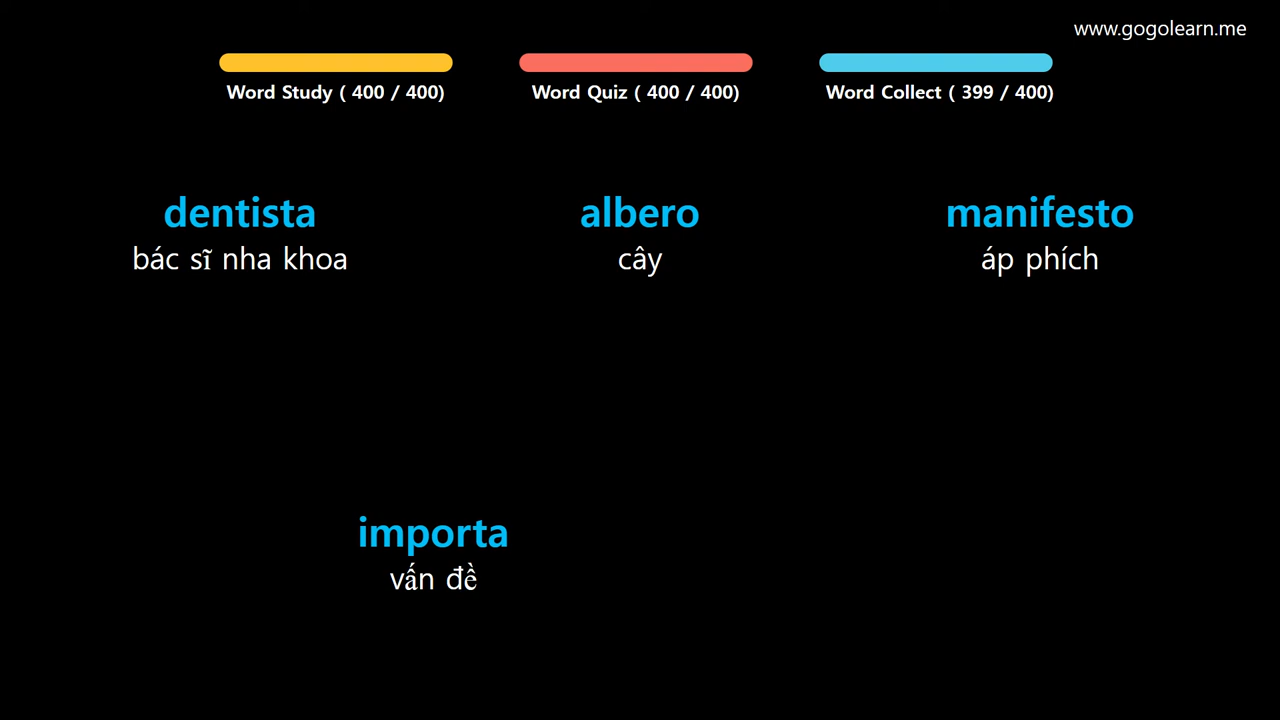 www.gogolearn.me
Word Study ( 400 / 400)
Word Quiz ( 400 / 400)
Word Collect ( 399 / 400)
dentista
bác sĩ nha khoa
albero
cây
manifesto
áp phích
importa
vấn đề